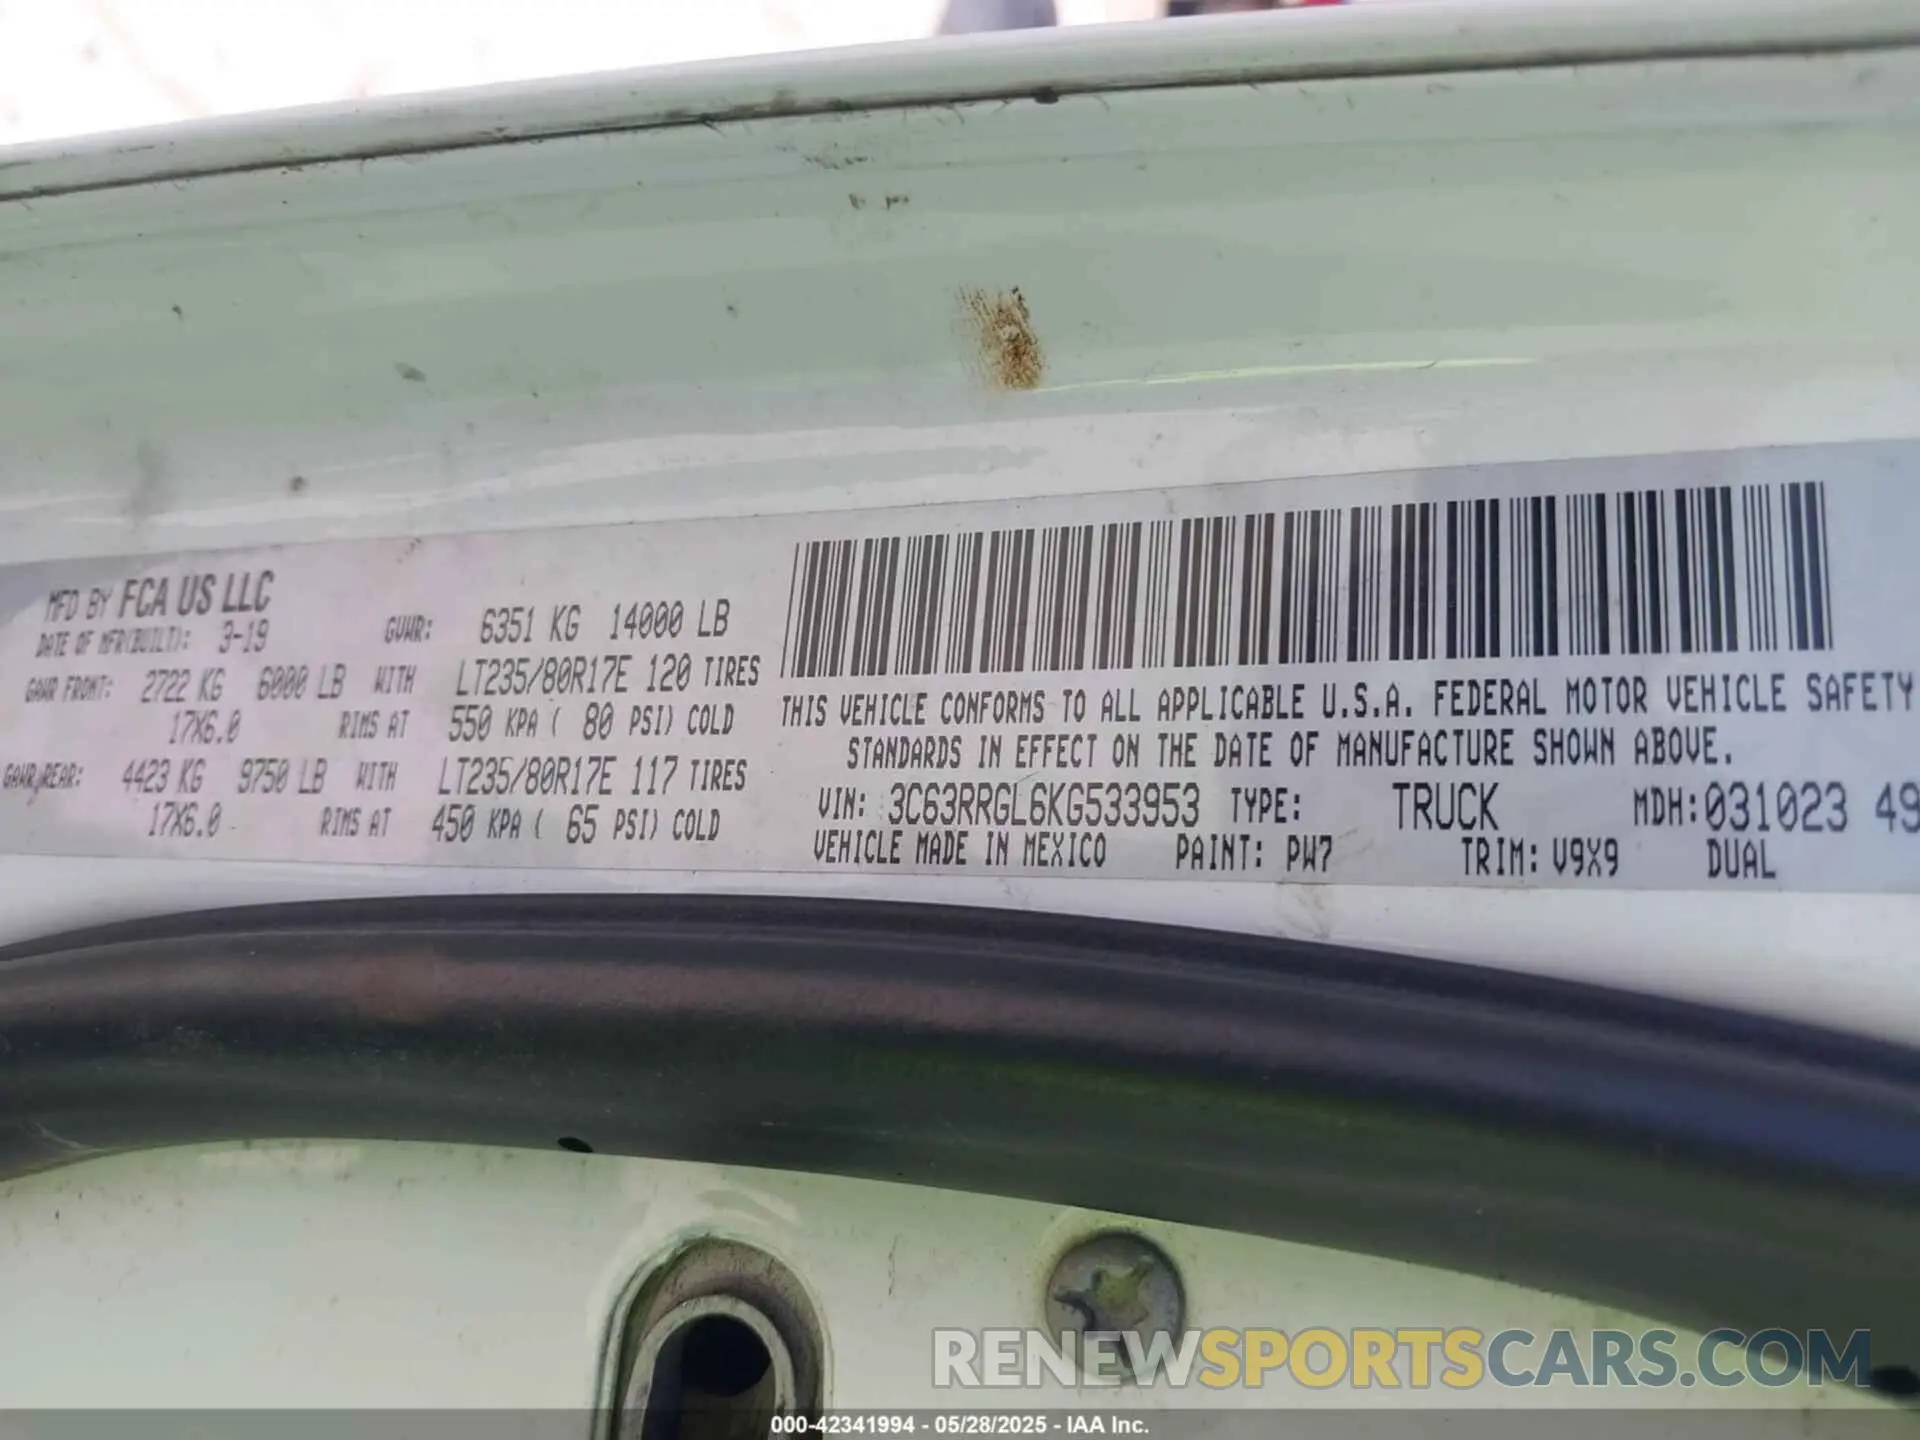 MFD BY FCA US LLC
DATE OF MFR(BUILT): 3-19 GVWR: 6351 KG 14000 LB
GAWR FRONT: 2722 KG 6000 LB WITH LT235/80R17E 120 TIRES
17X6.0 RIMS AT 550 KPA ( 80 PSI) COLD
GAWR REAR: 4423 KG 9750 LB WITH LT235/80R17E 117 TIRES
17X6.0 RIMS AT 450 KPA ( 65 PSI) COLD
THIS VEHICLE CONFORMS TO ALL APPLICABLE U.S.A. FEDERAL MOTOR VEHICLE SAFETY
STANDARDS IN EFFECT ON THE DATE OF MANUFACTURE SHOWN ABOVE.
VIN: 3C63RRGL6KG533953 TYPE: TRUCK MDH:031023 49
VEHICLE MADE IN MEXICO PAINT: PW7 TRIM: V9X9 DUAL
RENEWSPORTSCARS.COM
000-42341994 - 05/28/2025 - IAA Inc.